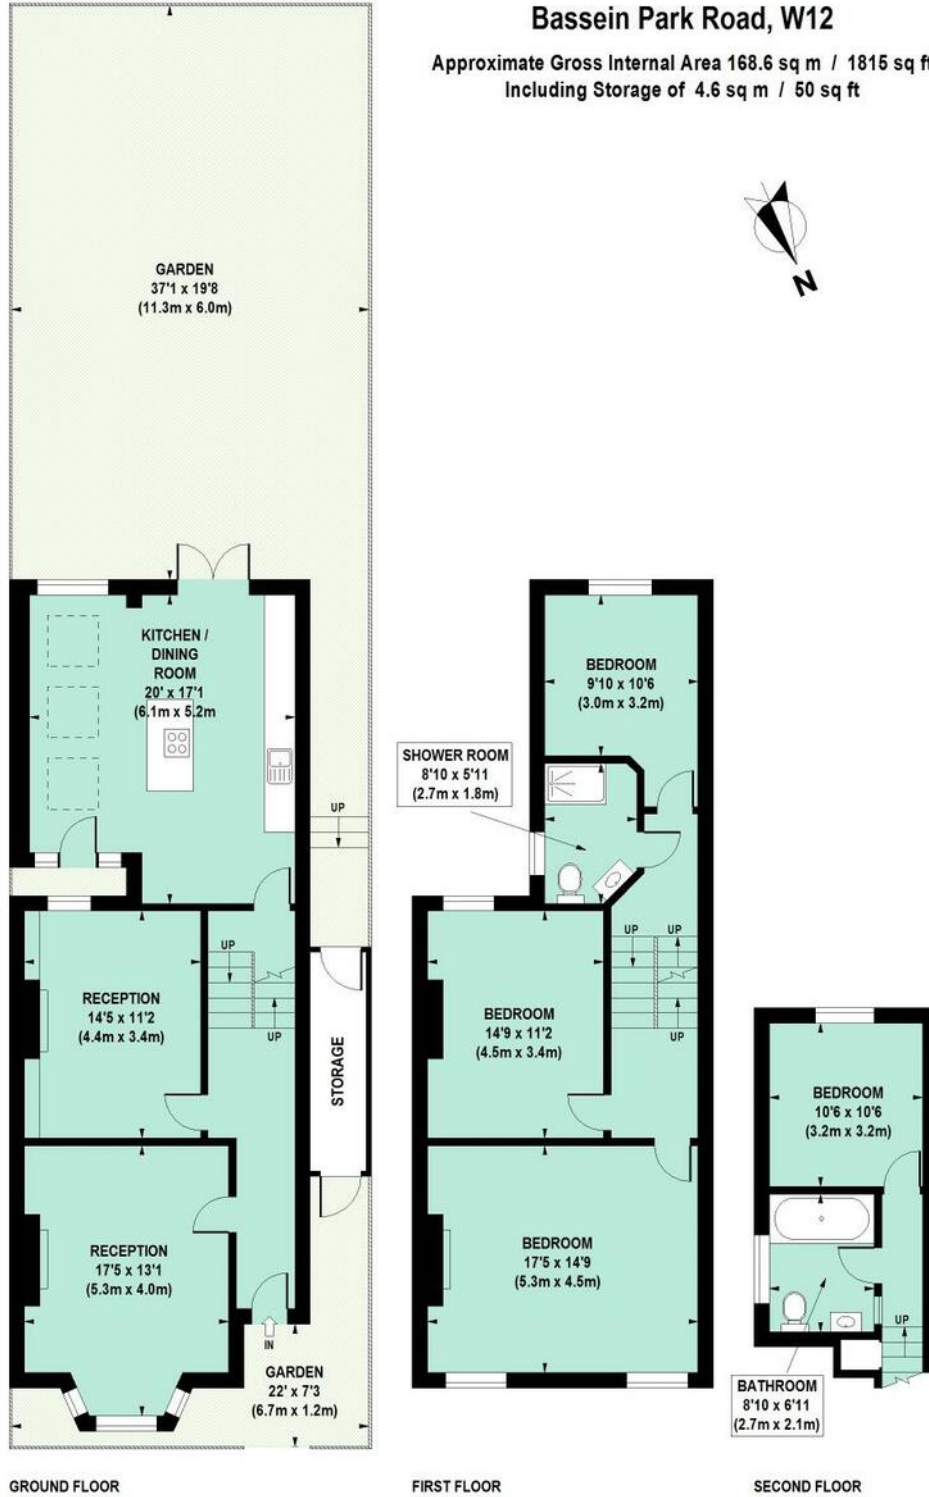 Bassein Park Road, W12
Approximate Gross Internal Area 168.6 sq m / 1815 sq ft
Including Storage of 4.6 sq m / 50 sq ft
N
GARDEN
37'1 x 19'8
(11.3m x 6.0m)
KITCHEN /
DINING
ROOM
20' x 17'1
(6.1m x 5.2m
UP
RECEPTION
14'5 x 11'2
(4.4m x 3.4m)
UP
UP
STORAGE
RECEPTION
17'5 x 13'1
(5.3m x 4.0m)
IN
GARDEN
22' x 7'3
(6.7m x 1.2m)
GROUND FLOOR
BEDROOM
9'10 x 10'6
(3.0m x 3.2m)
SHOWER ROOM
8'10 x 5'11
(2.7m x 1.8m)
UP
UP
UP
BEDROOM
14'9 x 11'2
(4.5m x 3.4m)
BEDROOM
17'5 x 14'9
(5.3m x 4.5m)
FIRST FLOOR
BEDROOM
10'6 x 10'6
(3.2m x 3.2m)
UP
BATHROOM
8'10 x 6'11
(2.7m x 2.1m)
SECOND FLOOR